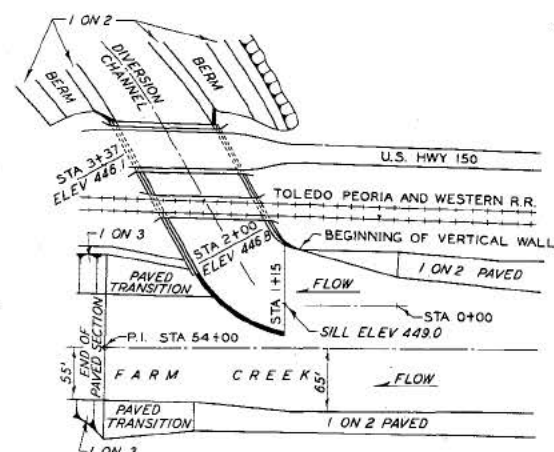 1 ON 2
BERM
DIVERSION
CHANNEL
BERM
STA 3+37
ELEV 446.1
U.S. HWY 150
TOLEDO PEORIA AND WESTERN R.R.
STA 2+00
ELEV 446.8
BEGINNING OF VERTICAL WALL
1 ON 3
PAVED
TRANSITION
1 ON 2 PAVED
FLOW
STA 1+15
STA 0+00
SILL ELEV 449.0
END OF
PAVED SECTION
P.I. STA 54+00
55'
FARM CREEK
65'
FLOW
PAVED
TRANSITION
1 ON 2 PAVED
1 ON 3